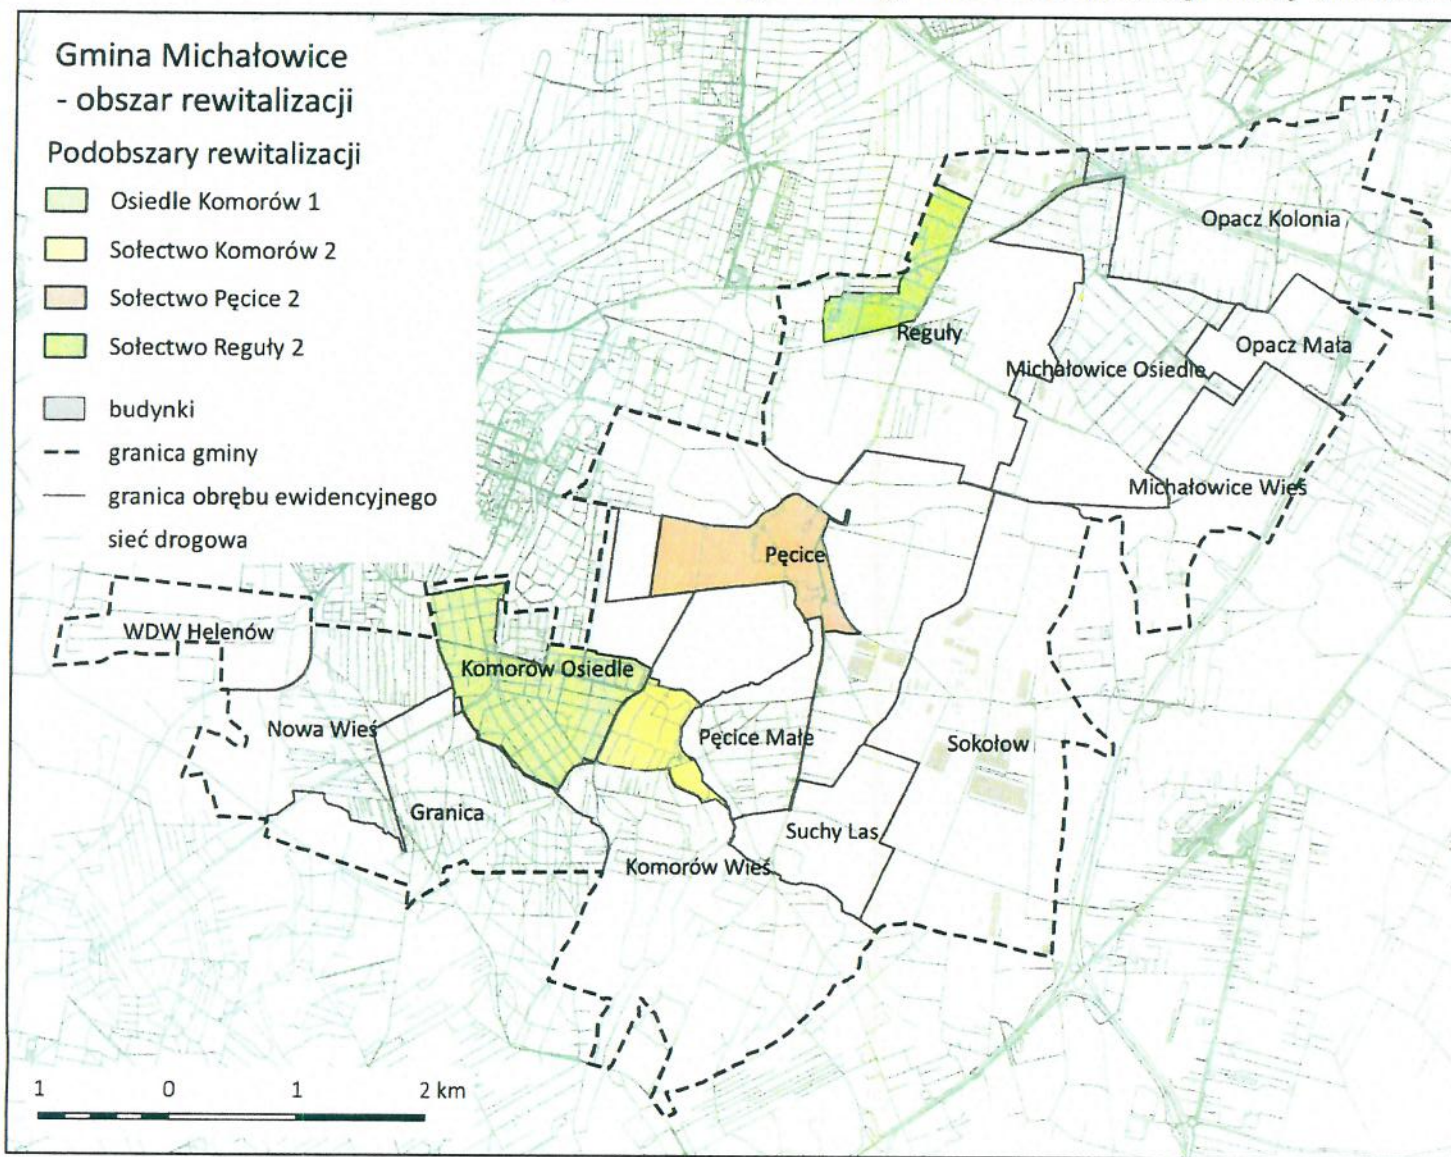 Gmina Michałowice
- obszar rewitalizacji
Podobszary rewitalizacji
Osiedle Komorów 1
Sołectwo Komorów 2
Sołectwo Pęcice 2
Sołectwo Reguły 2
budynki
granica gminy
granica obrębu ewidencyjnego
sieć drogowa
Opacz Kolonia
Reguły
Opacz Mała
Michałowice Osiedle
Michałowice Wieś
Pęcice
WDW Helenów
Komorów Osiedle
Nowa Wieś
Pęcice Małe
Sokołow
Granica
Suchy Las
Komorów Wieś
1 0 1 2 km